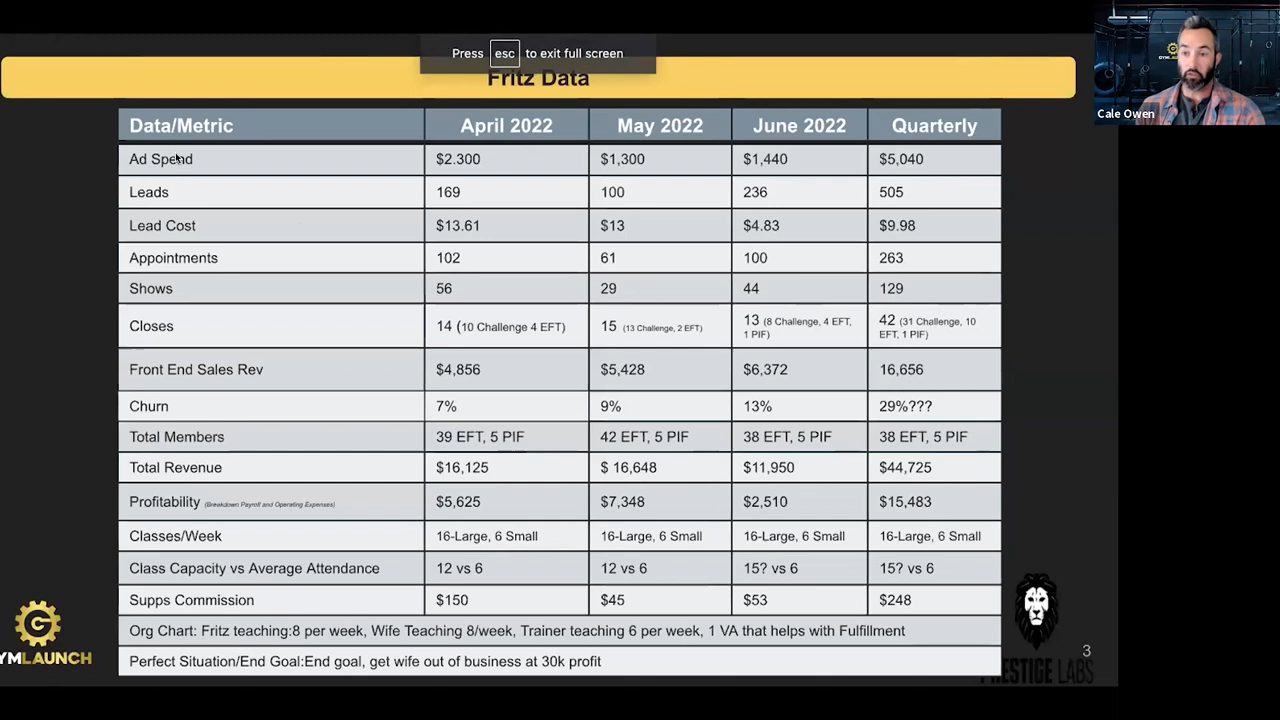 Press esc to exit full screen
Fritz Data
Cale Owen
Data/Metric April 2022 May 2022 June 2022 Quarterly
Ad Spend $2.300 $1,300 $1,440 $5,040
Leads 169 100 236 505
Lead Cost $13.61 $13 $4.83 $9.98
Appointments 102 61 100 263
Shows 56 29 44 129
Closes 14 (10 Challenge 4 EFT) 15 (13 Challenge, 2 EFT) 13 (8 Challenge, 4 EFT, 42 (31 Challenge, 10
1 PIF) EFT, 1 PIF)
Front End Sales Rev $4,856 $5,428 $6,372 16,656
Churn 7% 9% 13% 29%???
Total Members 39 EFT, 5 PIF 42 EFT, 5 PIF 38 EFT, 5 PIF 38 EFT, 5 PIF
Total Revenue $16,125 $ 16,648 $11,950 $44,725
Profitability (Breakdown Payroll and Operating Expenses) $5,625 $7,348 $2,510 $15,483
Classes/Week 16-Large, 6 Small 16-Large, 6 Small 16-Large, 6 Small 16-Large, 6 Small
Class Capacity vs Average Attendance 12 vs 6 12 vs 6 15? vs 6 15? vs 6
Supps Commission $150 $45 $53 $248
Org Chart: Fritz teaching:8 per week, Wife Teaching 8/week, Trainer teaching 6 per week, 1 VA that helps with Fulfillment
Perfect Situation/End Goal:End goal, get wife out of business at 30k profit
G
YMLAUNCH
3
PRESTIGE LABS